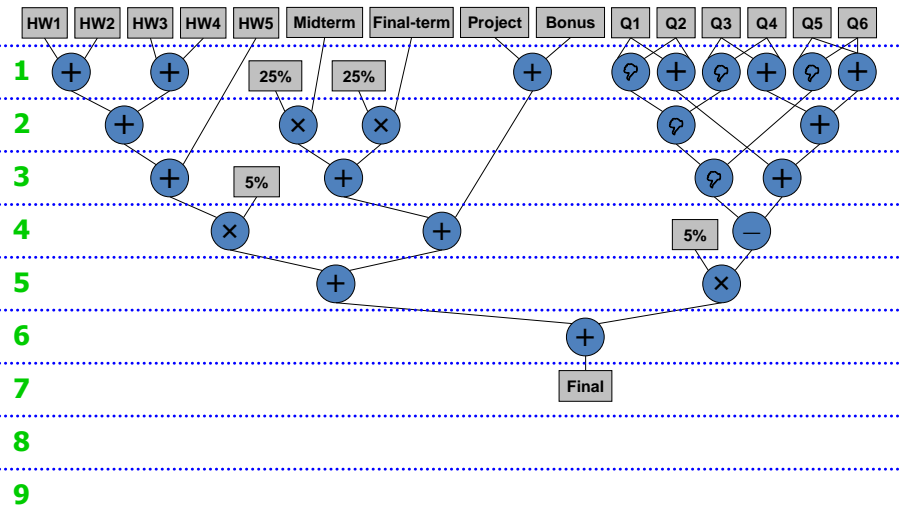 HW1 HW2 HW3 HW4 HW5 Midterm Final-term Project Bonus Q1 Q2 Q3 Q4 Q5 Q6
1 + + 25% 25% + + + +
2 + × × +
3 + 5% + +
4 × + 5% −
5 + ×
6 +
7 Final
8
9